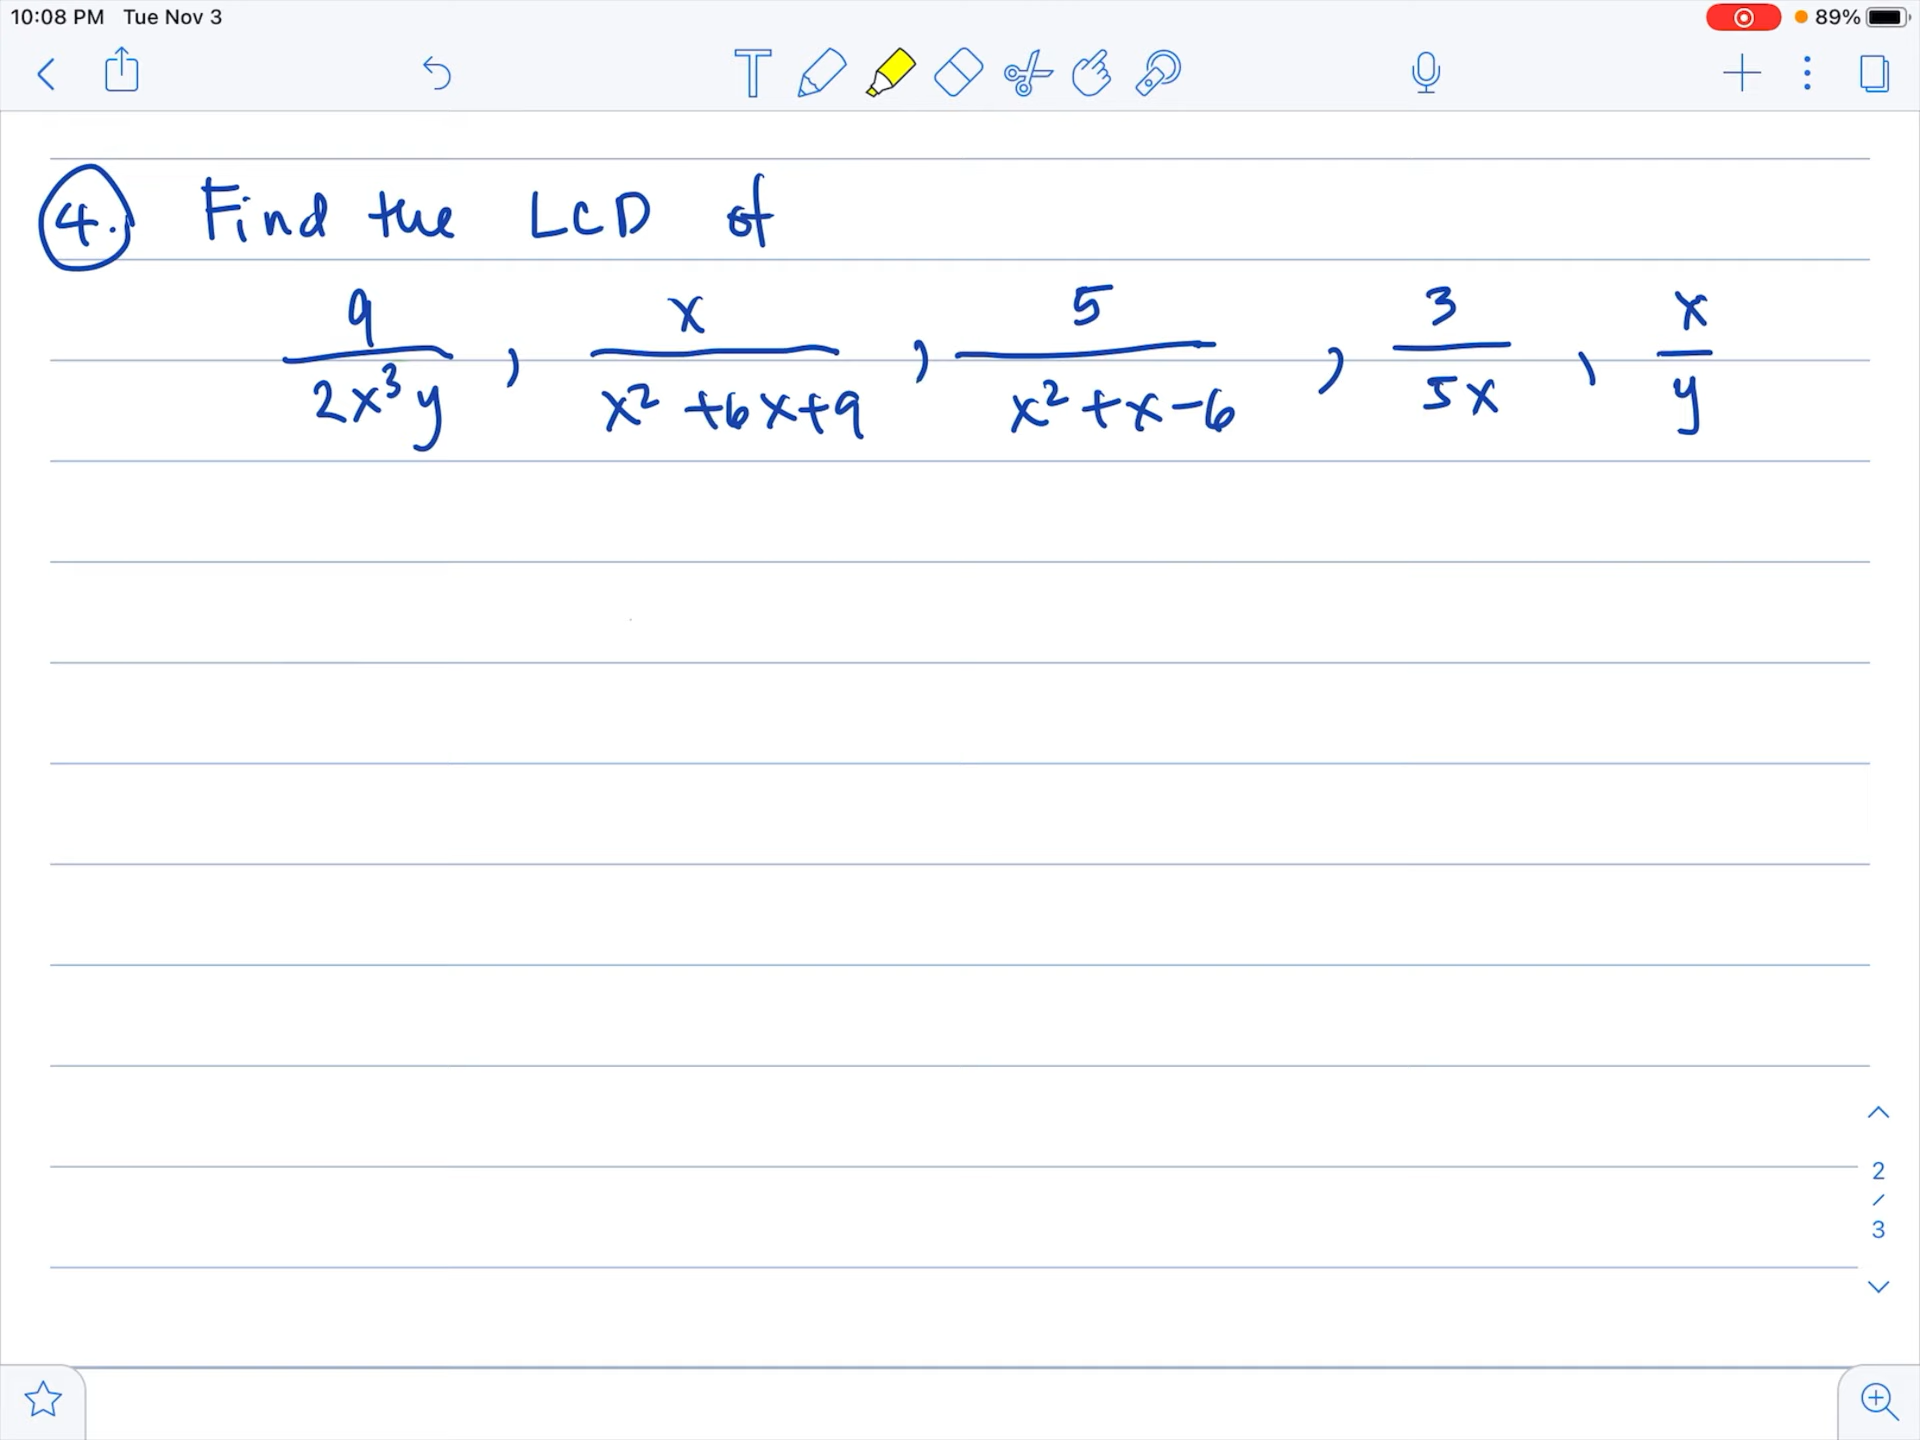 10:08 PM Tue Nov 3 89%
4. Find the LCD of
9/2x³y , x/x²+6x+9 , 5/x²+x-6 , 3/5x , x/y
2
/
3